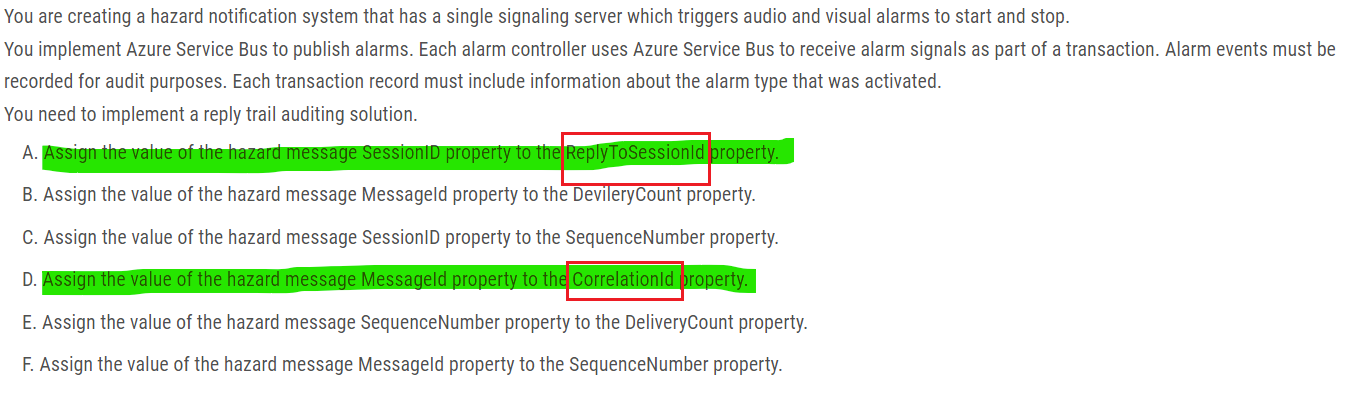 You are creating a hazard notification system that has a single signaling server which triggers audio and visual alarms to start and stop.
You implement Azure Service Bus to publish alarms. Each alarm controller uses Azure Service Bus to receive alarm signals as part of a transaction. Alarm events must be
recorded for audit purposes. Each transaction record must include information about the alarm type that was activated.
You need to implement a reply trail auditing solution.
A. Assign the value of the hazard message SessionID property to the ReplyToSessionId property.
B. Assign the value of the hazard message MessageId property to the DevileryCount property.
C. Assign the value of the hazard message SessionID property to the SequenceNumber property.
D. Assign the value of the hazard message MessageId property to the CorrelationId property.
E. Assign the value of the hazard message SequenceNumber property to the DeliveryCount property.
F. Assign the value of the hazard message MessageId property to the SequenceNumber property.